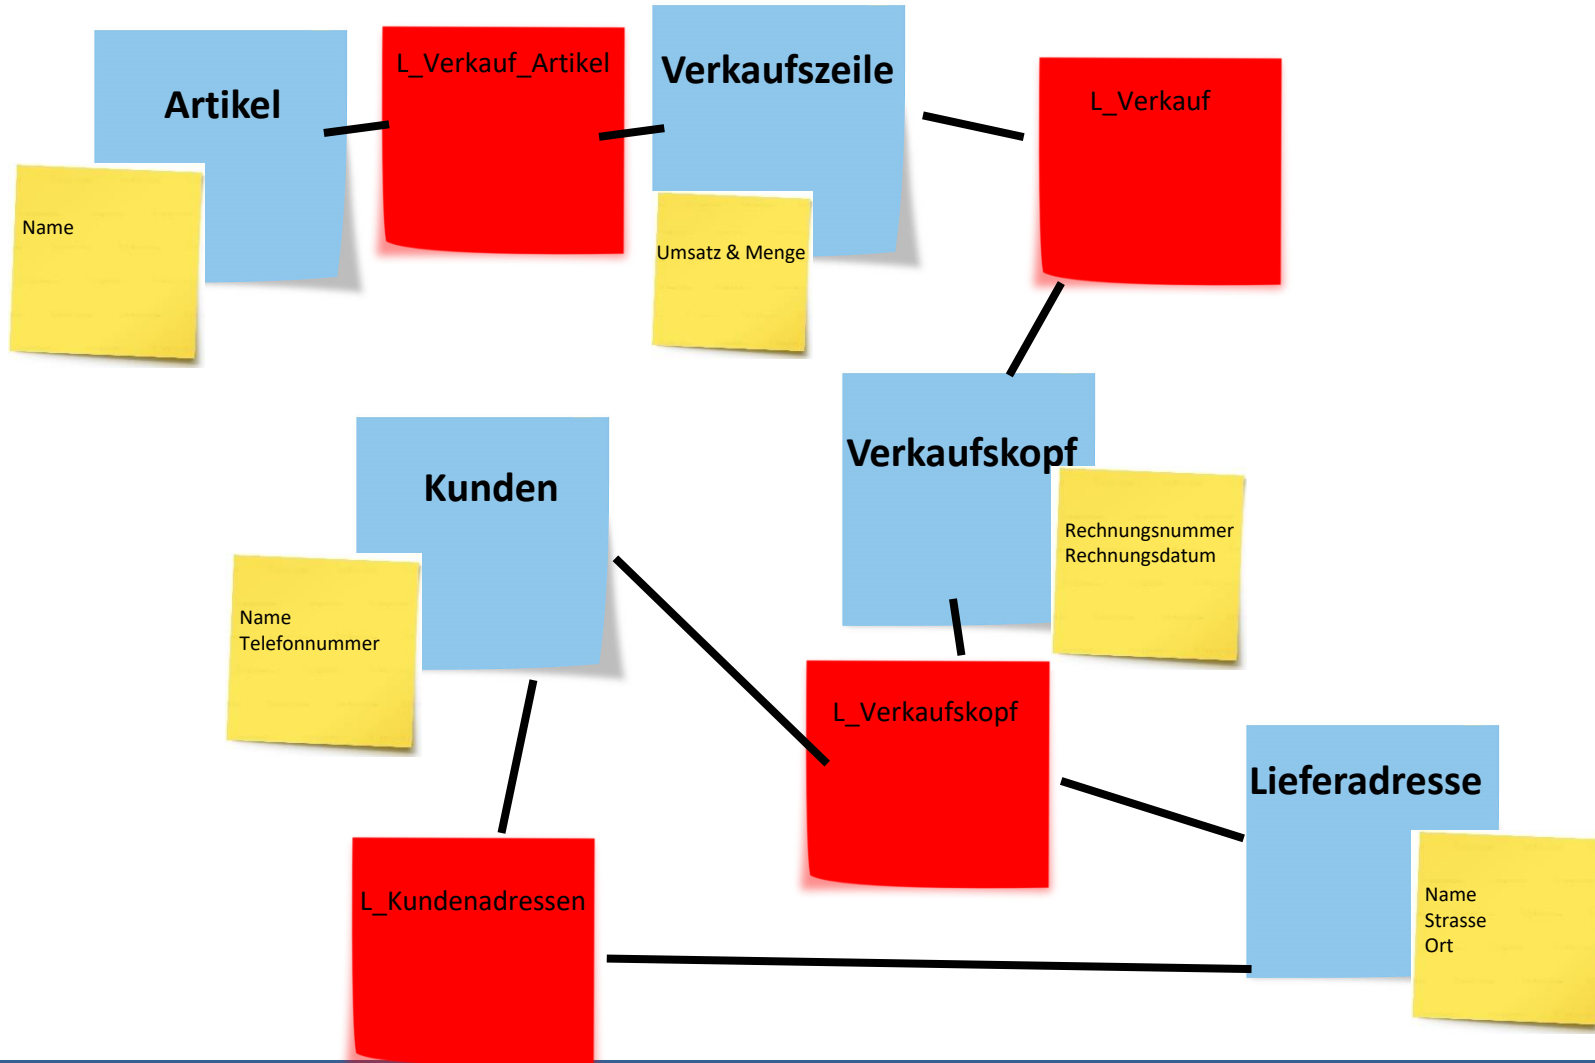 Artikel
Name
L_Verkauf_Artikel
Verkaufszeile
Umsatz & Menge
L_Verkauf
Verkaufskopf
Rechnungsnummer
Rechnungsdatum
Kunden
Name
Telefonnummer
L_Verkaufskopf
Lieferadresse
Name
Strasse
Ort
L_Kundenadressen